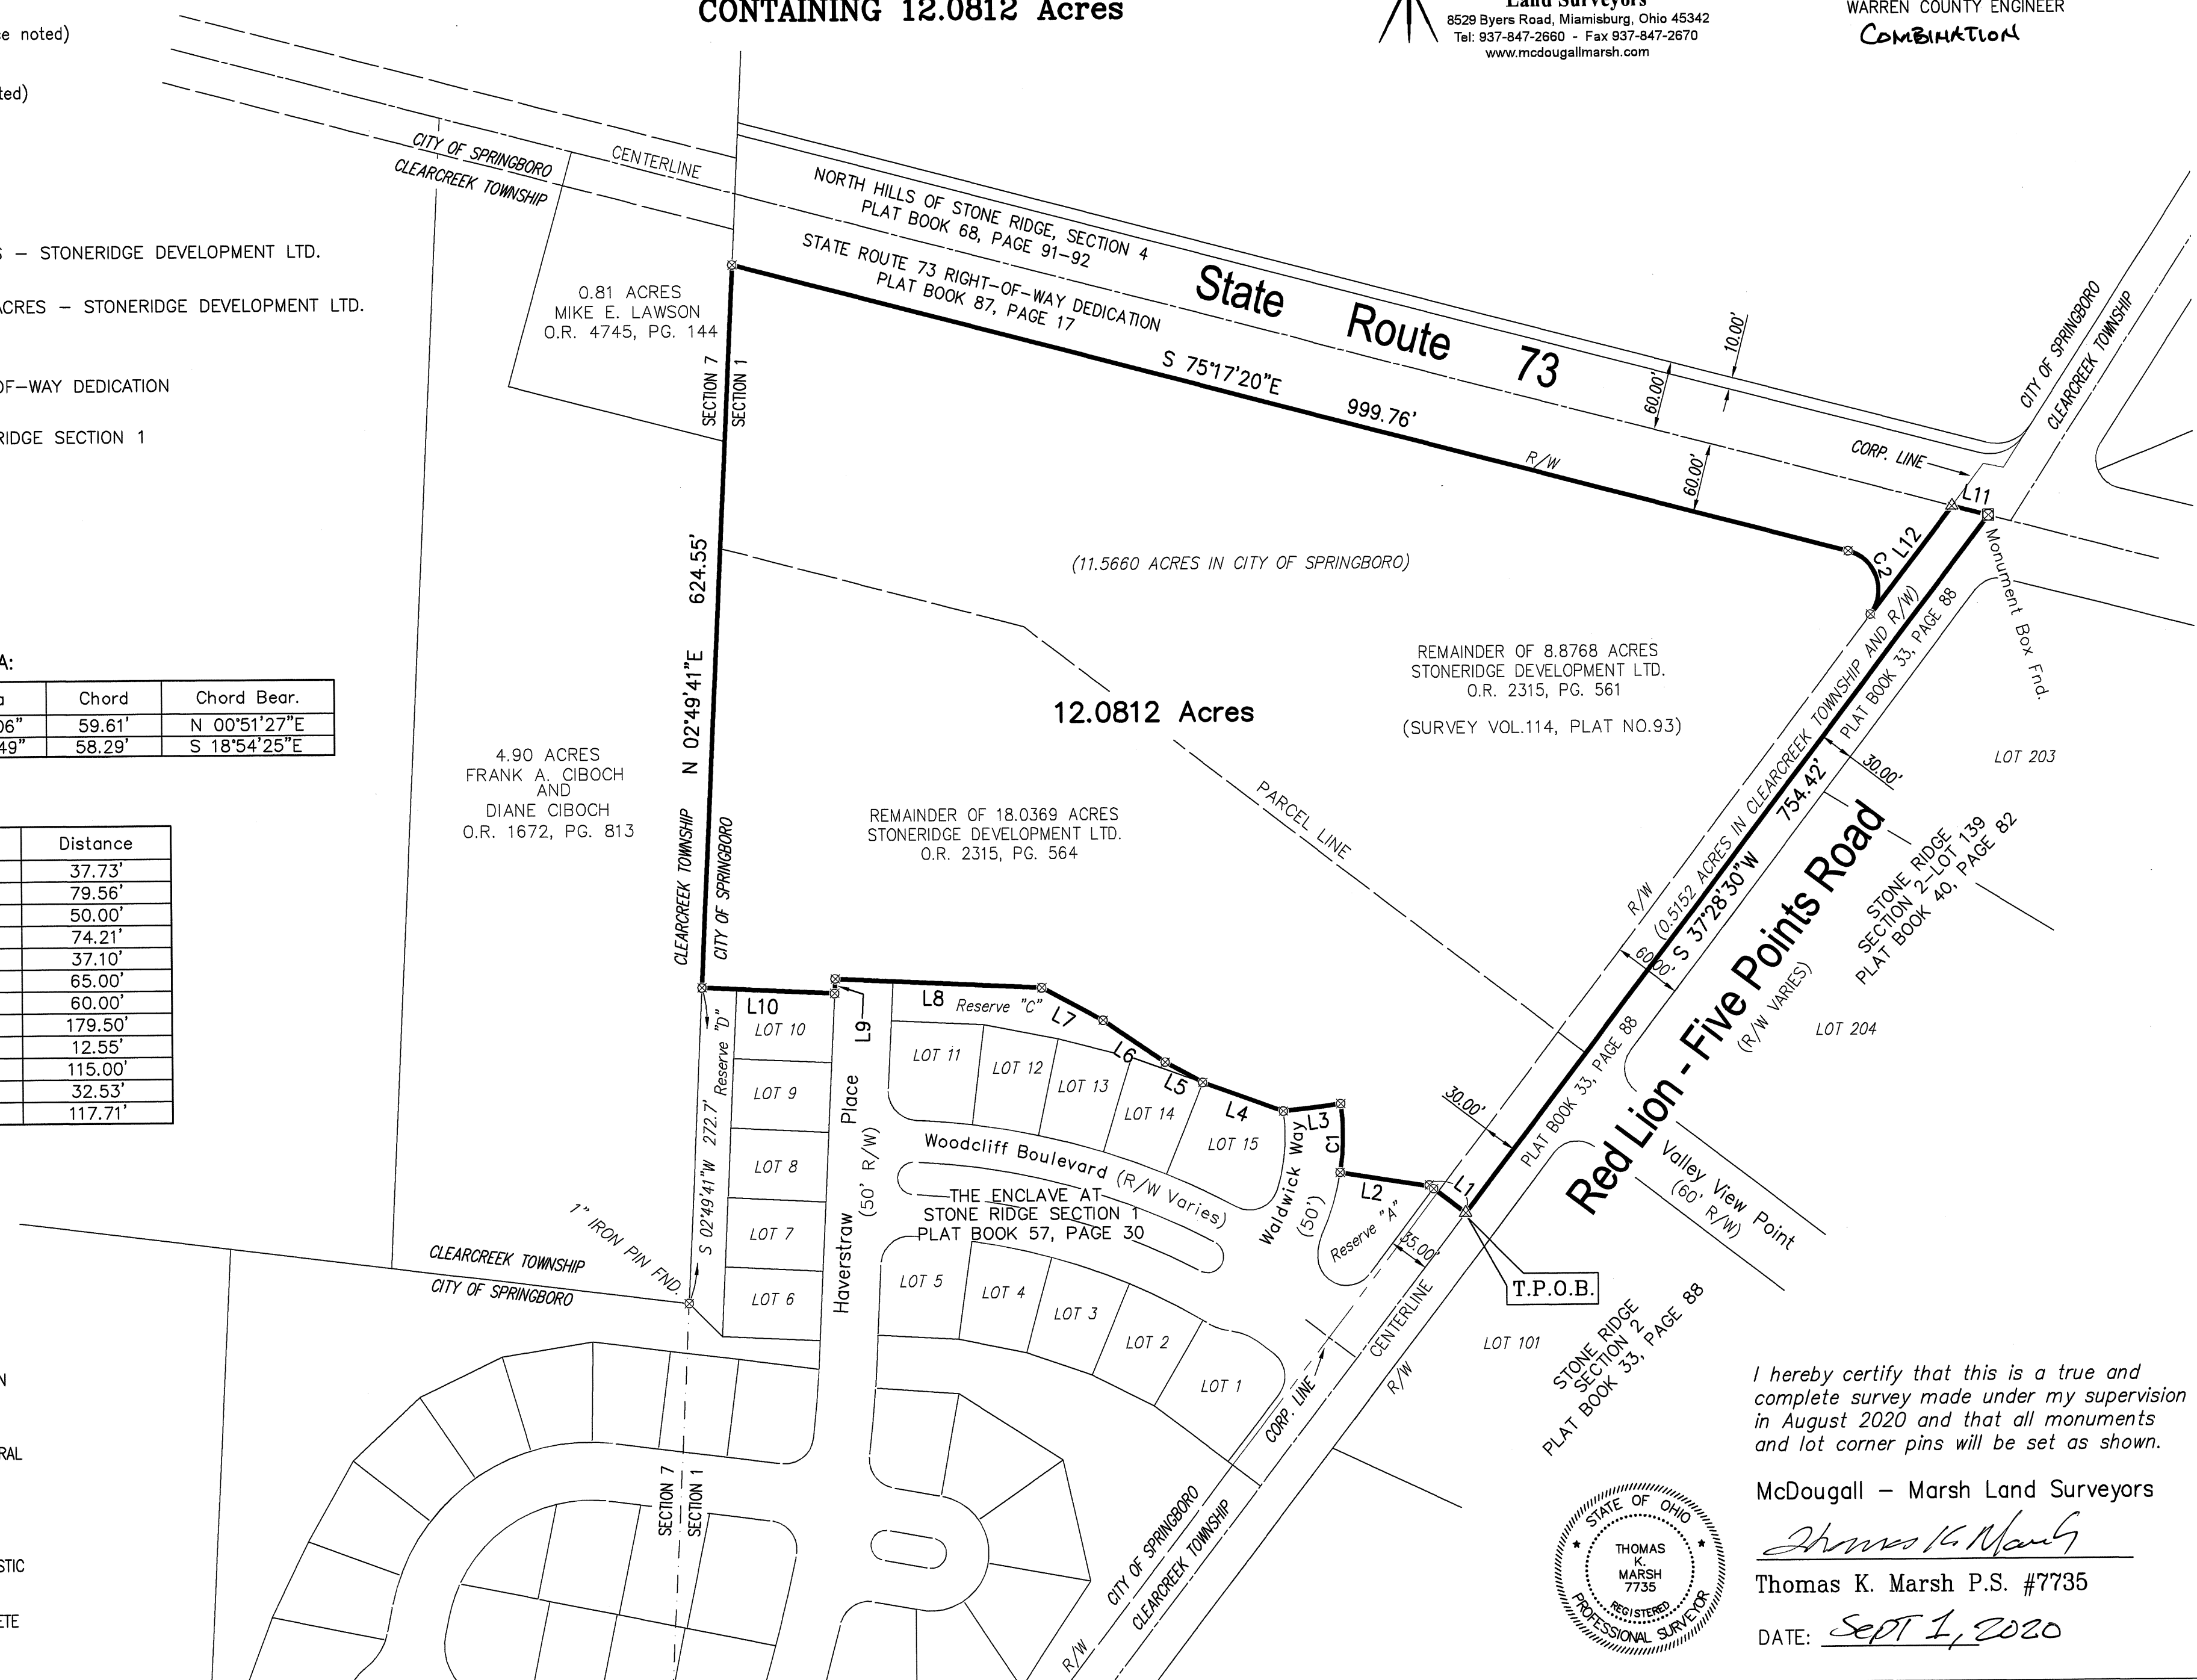 CONTAINING 12.0812 Acres
Land Surveyors
8529 Byers Road, Miamisburg, Ohio 45342
Tel: 937-847-2660 - Fax 937-847-2670
www.mcdougallmarsh.com
WARREN COUNTY ENGINEER
COMBINATION
noted)
— STONERIDGE DEVELOPMENT LTD.
ACRES — STONERIDGE DEVELOPMENT LTD.
OF-WAY DEDICATION
RIDGE SECTION 1
A:
Chord Chord Bear.
06" 59.61' N 00°51'27"E
49" 58.29' S 18°54'25"E
Distance
37.73'
79.56'
50.00'
74.21'
37.10'
65.00'
60.00'
179.50'
12.55'
115.00'
32.53'
117.71'
CITY OF SPRINGBORO
CLEARCREEK TOWNSHIP
CENTERLINE
NORTH HILLS OF STONE RIDGE, SECTION 4
PLAT BOOK 68, PAGE 91-92
STATE ROUTE 73 RIGHT-OF-WAY DEDICATION
PLAT BOOK 87, PAGE 17
State Route 73
S 75°17'20"E 999.76'
R/W
60.00'
10.00'
60.00'
CORP. LINE
CITY OF SPRINGBORO
CLEARCREEK TOWNSHIP
L11
L12
C2
Monument Box Fnd.
0.81 ACRES
MIKE E. LAWSON
O.R. 4745, PG. 144
SECTION 7
SECTION 1
N 02°49'41"E 624.55'
(11.5660 ACRES IN CITY OF SPRINGBORO)
REMAINDER OF 8.8768 ACRES
STONERIDGE DEVELOPMENT LTD.
O.R. 2315, PG. 561
(SURVEY VOL.114, PLAT NO.93)
12.0812 Acres
4.90 ACRES
FRANK A. CIBOCH
AND
DIANE CIBOCH
O.R. 1672, PG. 813
CLEARCREEK TOWNSHIP
CITY OF SPRINGBORO
REMAINDER OF 18.0369 ACRES
STONERIDGE DEVELOPMENT LTD.
O.R. 2315, PG. 564
PARCEL LINE
R/W
(0.5152 ACRES IN CLEARCREEK TOWNSHIP AND R/W)
S 37°28'30"W 754.42'
PLAT BOOK 33, PAGE 88
30.00'
60.00'
LOT 203
Red Lion - Five Points Road
(R/W VARIES)
STONE RIDGE
SECTION 2-LOT 139
PLAT BOOK 40, PAGE 82
LOT 204
PLAT BOOK 33, PAGE 88
30.00'
Valley View Point
(60' R/W)
L10
L9
L8
Reserve "C"
L7
L6
L5
L4
L3
C1
L2
L1
Reserve "D"
S 02°49'41"W 272.7'
LOT 10
LOT 9
LOT 8
LOT 7
LOT 6
Haverstraw Place
(50' R/W)
LOT 11
LOT 12
LOT 13
LOT 14
LOT 15
Woodcliff Boulevard (R/W Varies)
THE ENCLAVE AT
STONE RIDGE SECTION 1
PLAT BOOK 57, PAGE 30
Waldwick Way
(50')
Reserve "A"
35.00'
T.P.O.B.
LOT 5
LOT 4
LOT 3
LOT 2
LOT 1
1" IRON PIN FND.
CLEARCREEK TOWNSHIP
CITY OF SPRINGBORO
SECTION 7
SECTION 1
CENTERLINE
R/W
CORP. LINE
CITY OF SPRINGBORO
CLEARCREEK TOWNSHIP
R/W
LOT 101
STONE RIDGE
SECTION 2
PLAT BOOK 33, PAGE 88
I hereby certify that this is a true and
complete survey made under my supervision
in August 2020 and that all monuments
and lot corner pins will be set as shown.
McDougall — Marsh Land Surveyors
Thomas K. Marsh
Thomas K. Marsh P.S. #7735
DATE: Sept 1, 2020
STATE OF OHIO
THOMAS
K.
MARSH
7735
REGISTERED
PROFESSIONAL SURVEYOR